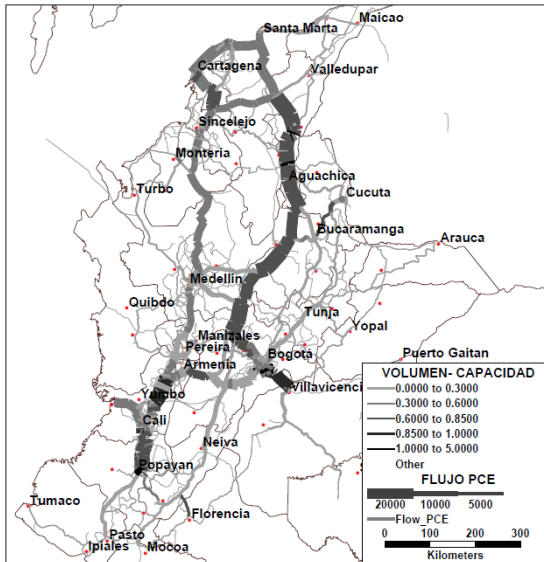 Santa Marta
Maicao
Cartagena
Valledupar
Sincelejo
Monteria
Aguachica
Turbo
Cucuta
Bucaramanga
Arauca
Medellin
Quibdo
Tunja
Manizales
Yopal
Pereira
Bogotá
Armenia
Puerto Gaitan
Villavicenci
Yumbo
Cali
Neiva
Popayan
Florencia
Tumaco
Pasto
Ipiales
Mocoa
VOLUMEN- CAPACIDAD
0.0000 to 0.3000
0.3000 to 0.6000
0.6000 to 0.8500
0.8500 to 1.0000
1.0000 to 5.0000
Other
FLUJO PCE
20000 10000 5000
Flow_PCE
0 100 200 300
Kilometers